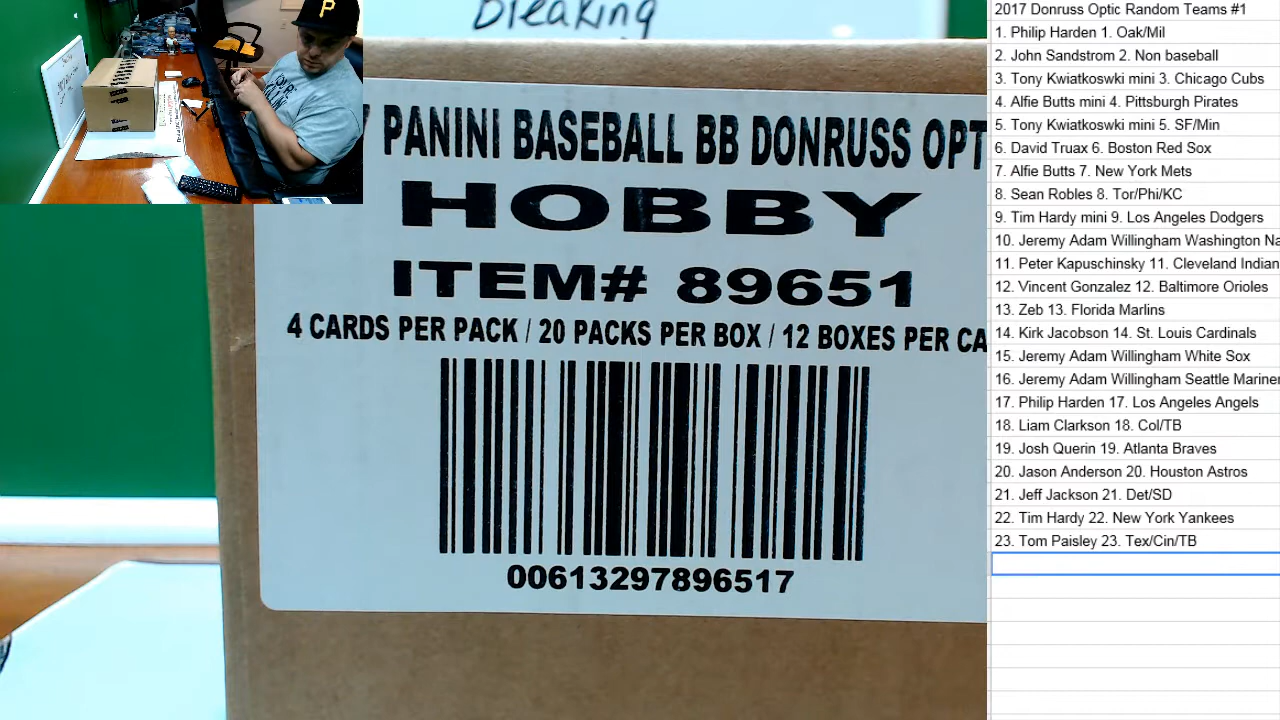 Breaking
P
PANINI BASEBALL BB DONRUSS OPT
HOBBY
ITEM# 89651
4 CARDS PER PACK / 20 PACKS PER BOX / 12 BOXES PER CA
00613297896517
2017 Donruss Optic Random Teams #1
1. Philip Harden 1. Oak/Mil
2. John Sandstrom 2. Non baseball
3. Tony Kwiatkoswki mini 3. Chicago Cubs
4. Alfie Butts mini 4. Pittsburgh Pirates
5. Tony Kwiatkoswki mini 5. SF/Min
6. David Truax 6. Boston Red Sox
7. Alfie Butts 7. New York Mets
8. Sean Robles 8. Tor/Phi/KC
9. Tim Hardy mini 9. Los Angeles Dodgers
10. Jeremy Adam Willingham Washington Na
11. Peter Kapuschinsky 11. Cleveland Indian
12. Vincent Gonzalez 12. Baltimore Orioles
13. Zeb 13. Florida Marlins
14. Kirk Jacobson 14. St. Louis Cardinals
15. Jeremy Adam Willingham White Sox
16. Jeremy Adam Willingham Seattle Mariner
17. Philip Harden 17. Los Angeles Angels
18. Liam Clarkson 18. Col/TB
19. Josh Querin 19. Atlanta Braves
20. Jason Anderson 20. Houston Astros
21. Jeff Jackson 21. Det/SD
22. Tim Hardy 22. New York Yankees
23. Tom Paisley 23. Tex/Cin/TB